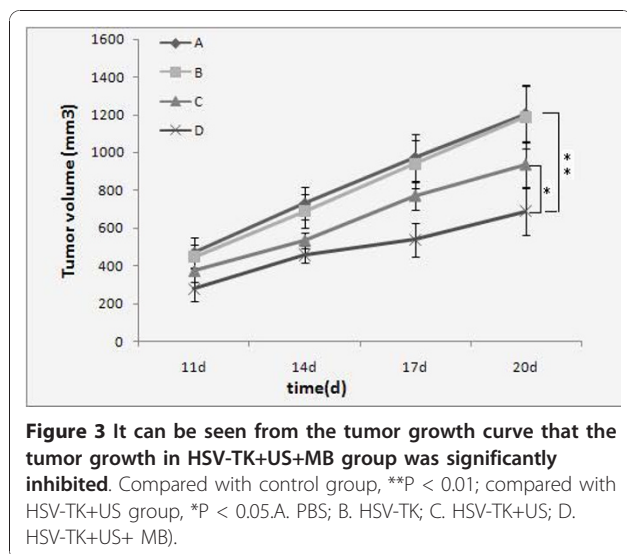 1600
1400
1200
1000
800
600
400
200
0
Tumor volume (mm3)
A
B
C
D
**
*
11d 14d 17d 20d
time(d)
Figure 3 It can be seen from the tumor growth curve that the
tumor growth in HSV-TK+US+MB group was significantly
inhibited. Compared with control group, **P < 0.01; compared with
HSV-TK+US group, *P < 0.05.A. PBS; B. HSV-TK; C. HSV-TK+US; D.
HSV-TK+US+ MB).